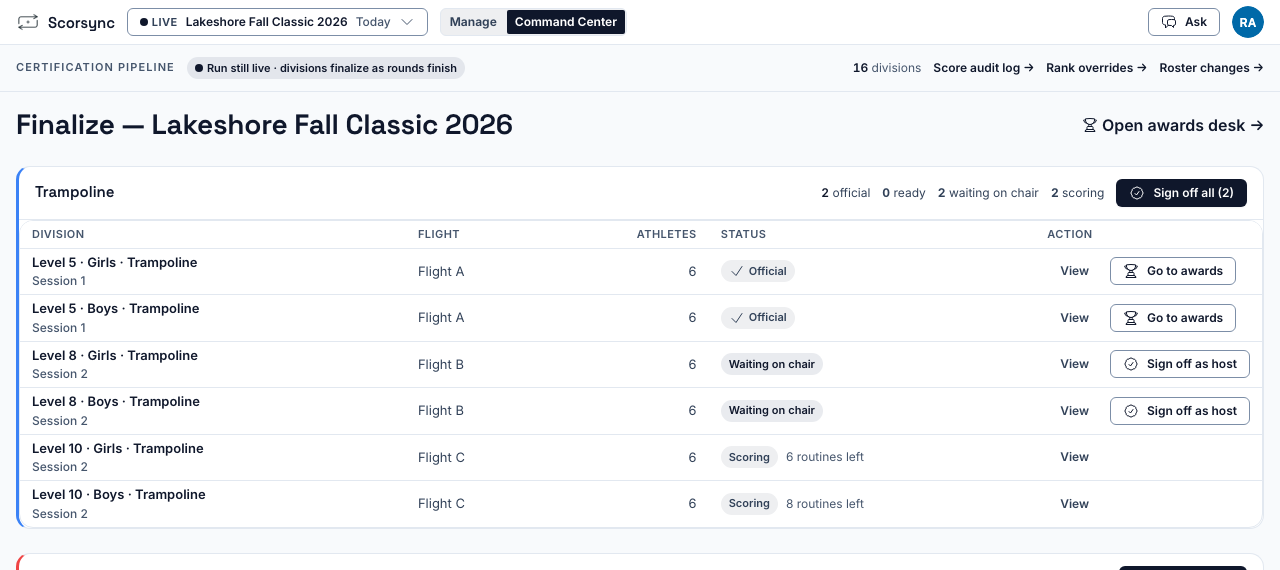 Scorsync
LIVE Lakeshore Fall Classic 2026 Today
Manage Command Center
Ask
RA
CERTIFICATION PIPELINE
Run still live · divisions finalize as rounds finish
16 divisions Score audit log → Rank overrides → Roster changes →
Finalize — Lakeshore Fall Classic 2026
Open awards desk →
Trampoline
2 official 0 ready 2 waiting on chair 2 scoring Sign off all (2)
DIVISION FLIGHT ATHLETES STATUS ACTION
Level 5 · Girls · Trampoline
Session 1
Flight A 6 Official View Go to awards
Level 5 · Boys · Trampoline
Session 1
Flight A 6 Official View Go to awards
Level 8 · Girls · Trampoline
Session 2
Flight B 6 Waiting on chair View Sign off as host
Level 8 · Boys · Trampoline
Session 2
Flight B 6 Waiting on chair View Sign off as host
Level 10 · Girls · Trampoline
Session 2
Flight C 6 Scoring 6 routines left View
Level 10 · Boys · Trampoline
Session 2
Flight C 6 Scoring 8 routines left View